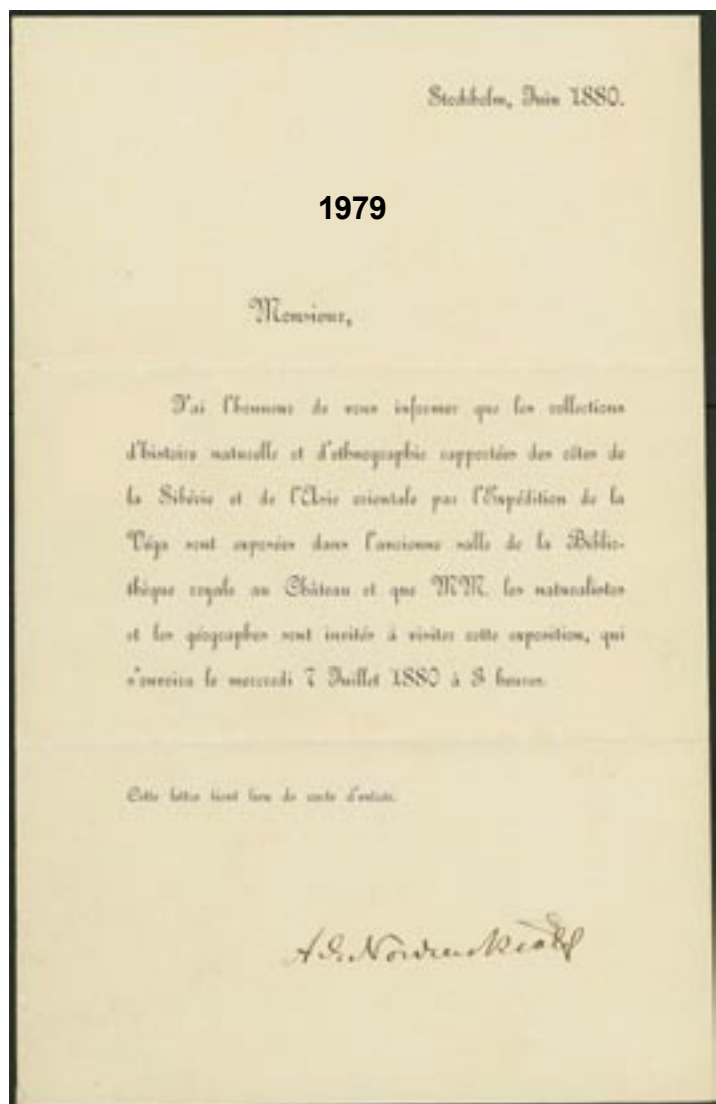 Stockholm, Juin 1880.
1979
Monsieur,
J'ai l'honneur de vous informer que les collections
d'histoire naturelle et d'ethnographie rapportées des côtes de
la Sibérie et de l'Asie orientale par l'Expédition de la
Véga sont exposées dans l'ancienne salle de la Biblio-
thèque royale au Château et que MM. les naturalistes
et les géographes sont invités à visiter cette exposition, qui
s'ouvrira le mercredi 7 Juillet 1880 à heures.
Cette lettre tient lieu de carte d'entrée.
A. E. Nordenskiöld